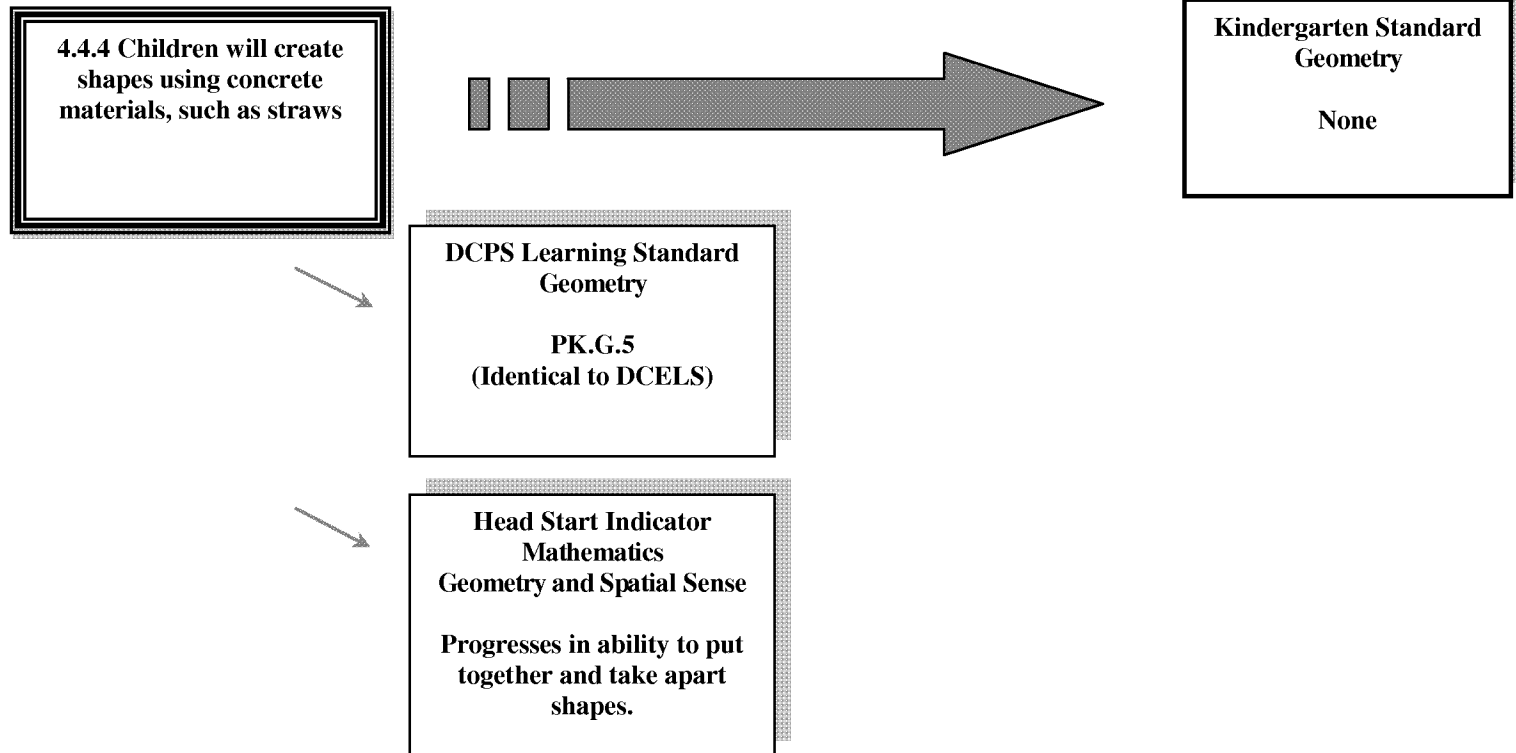 4.4.4 Children will create
shapes using concrete
materials, such as straws
Kindergarten Standard
Geometry
None
DCPS Learning Standard
Geometry
PK.G.5
(Identical to DCELS)
Head Start Indicator
Mathematics
Geometry and Spatial Sense
Progresses in ability to put
together and take apart
shapes.